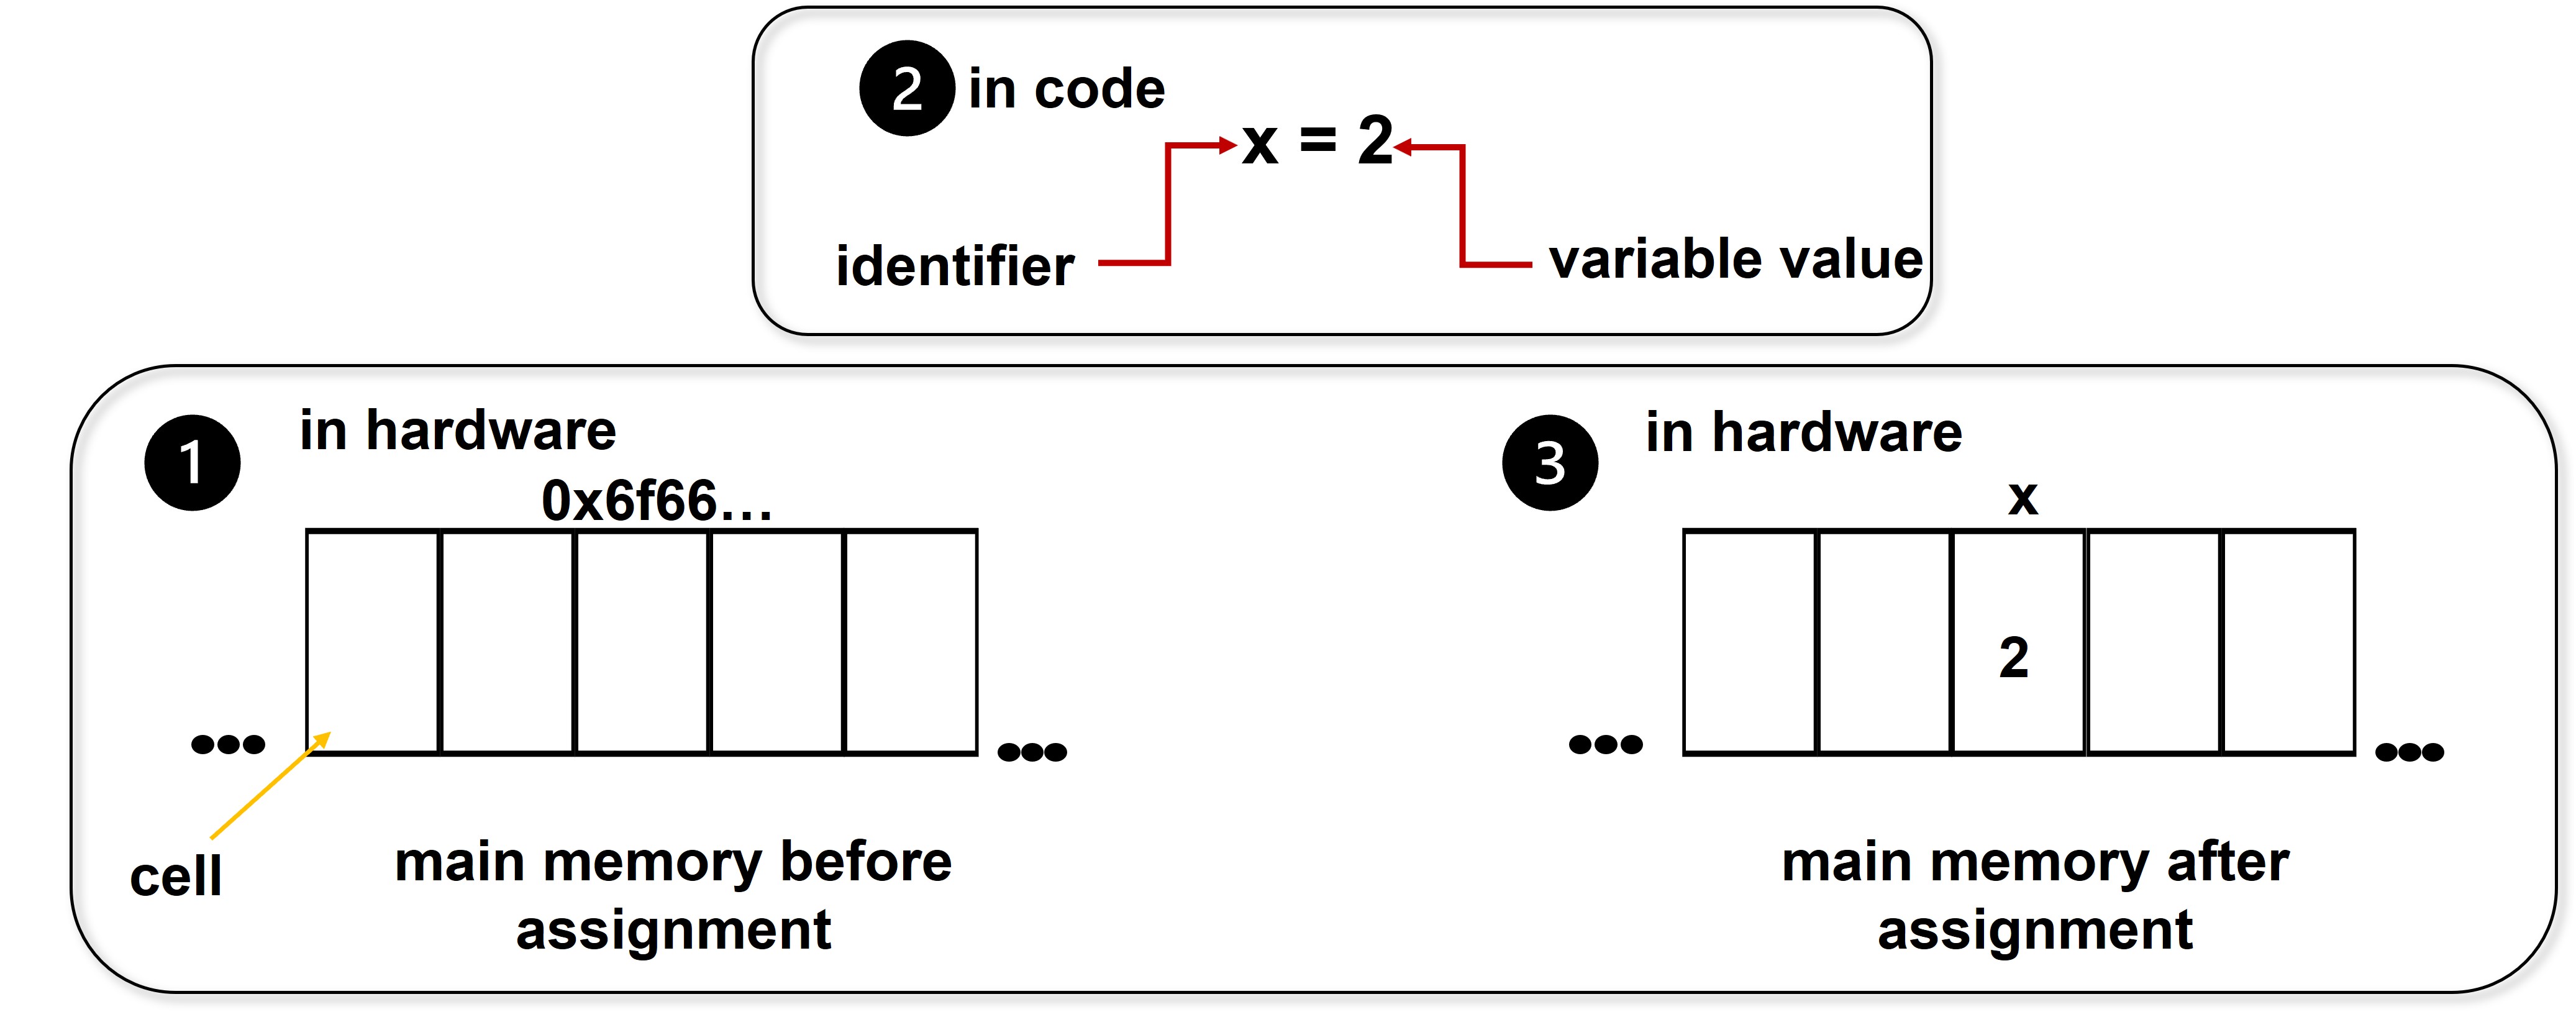 2 in code
x = 2
identifier
variable value
1 in hardware
0x6f66...
cell
main memory before
assignment
3 in hardware
x
2
main memory after
assignment